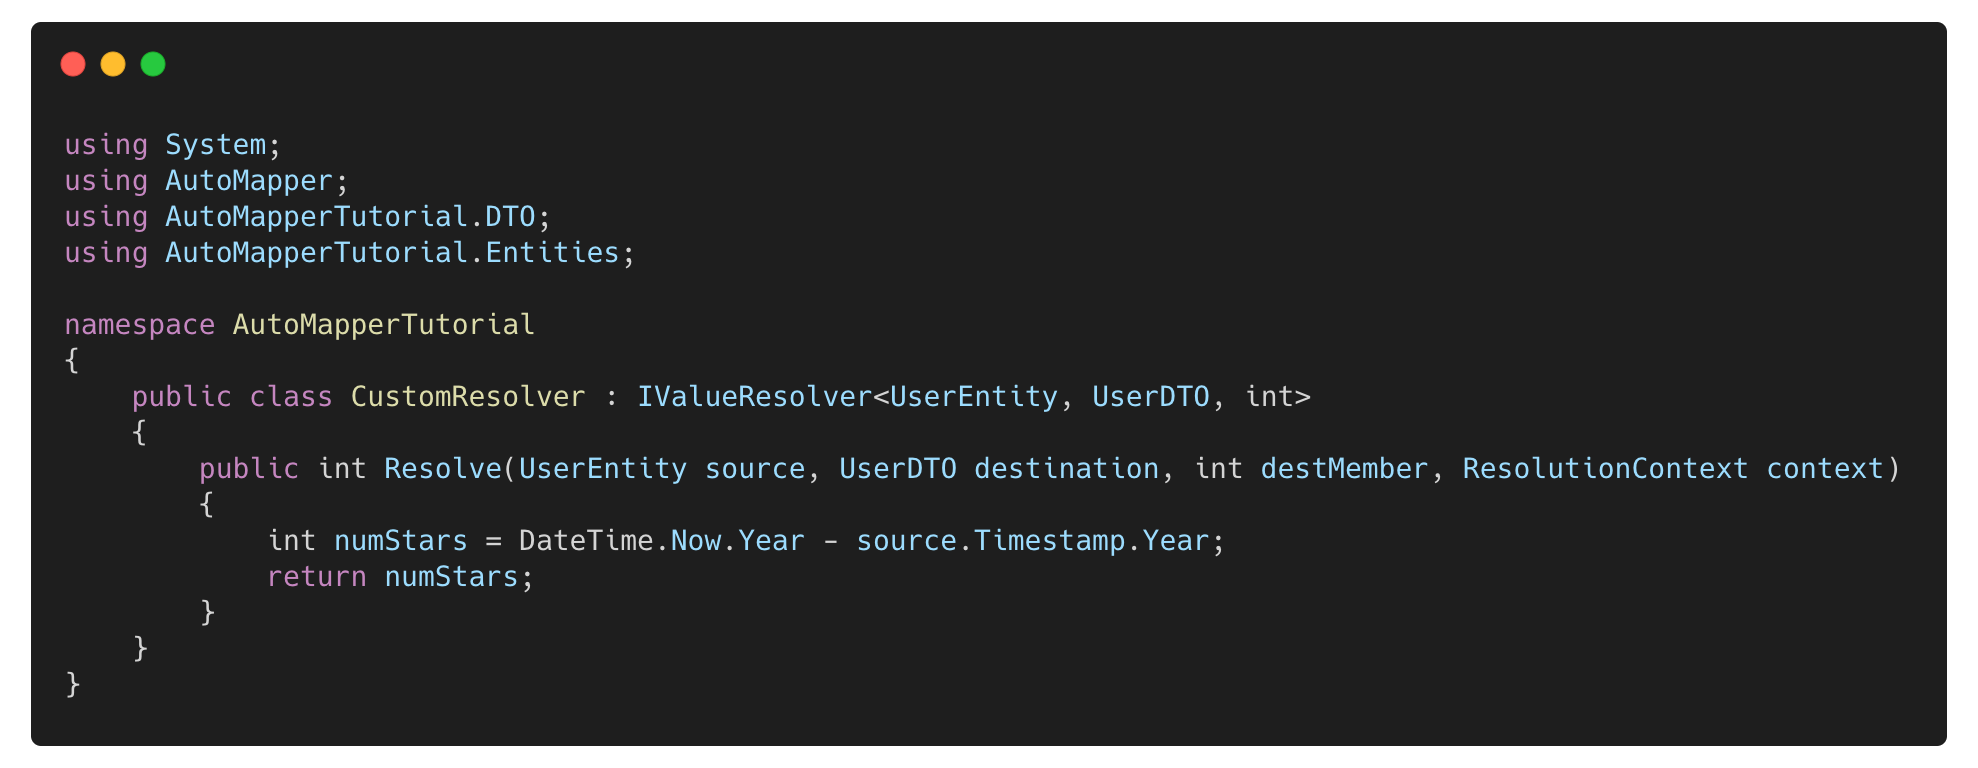 using System;
using AutoMapper;
using AutoMapperTutorial.DTO;
using AutoMapperTutorial.Entities;

namespace AutoMapperTutorial
{
    public class CustomResolver : IValueResolver<UserEntity, UserDTO, int>
    {
        public int Resolve(UserEntity source, UserDTO destination, int destMember, ResolutionContext context)
        {
            int numStars = DateTime.Now.Year - source.Timestamp.Year;
            return numStars;
        }
    }
}